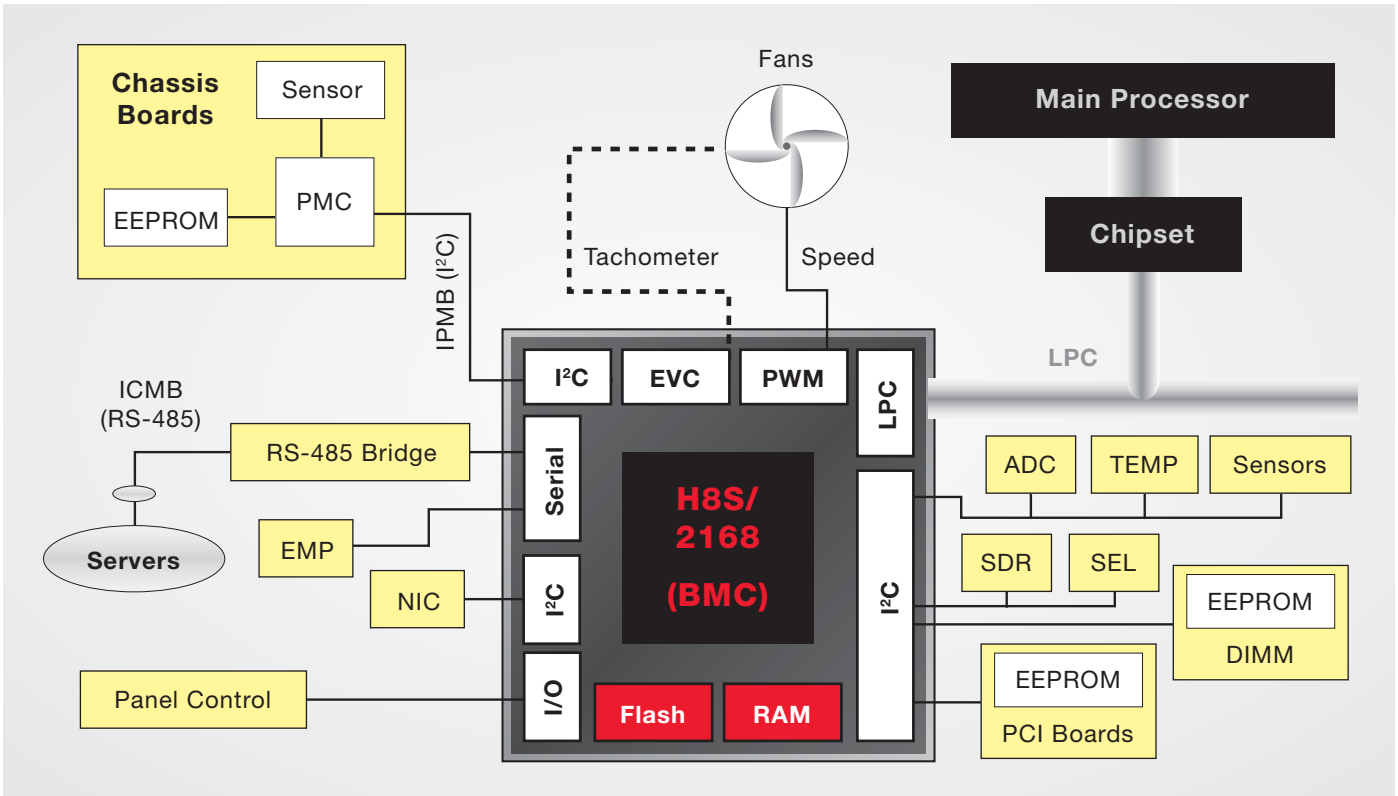 Chassis
Boards
Sensor
PMC
EEPROM
IPMB (I²C)
Fans
Tachometer
Speed
Main Processor
Chipset
LPC
I²C
EVC
PWM
LPC
ICMB
(RS-485)
RS-485 Bridge
Serial
Servers
EMP
NIC
I²C
Panel Control
I/O
H8S/
2168
(BMC)
Flash
RAM
I²C
ADC
TEMP
Sensors
SDR
SEL
EEPROM
DIMM
EEPROM
PCI Boards